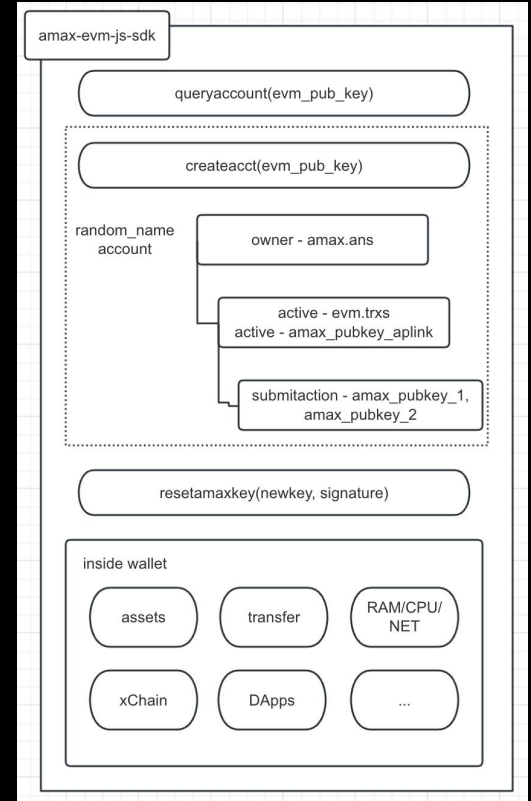 amax-evm-js-sdk
queryaccount(evm_pub_key)
createacct(evm_pub_key)
random_name
account
owner - amax.ans
active - evm.trxs
active - amax_pubkey_aplink
submitaction - amax_pubkey_1,
amax_pubkey_2
resetamaxkey(newkey, signature)
inside wallet
assets
transfer
RAM/CPU/
NET
xChain
DApps
...